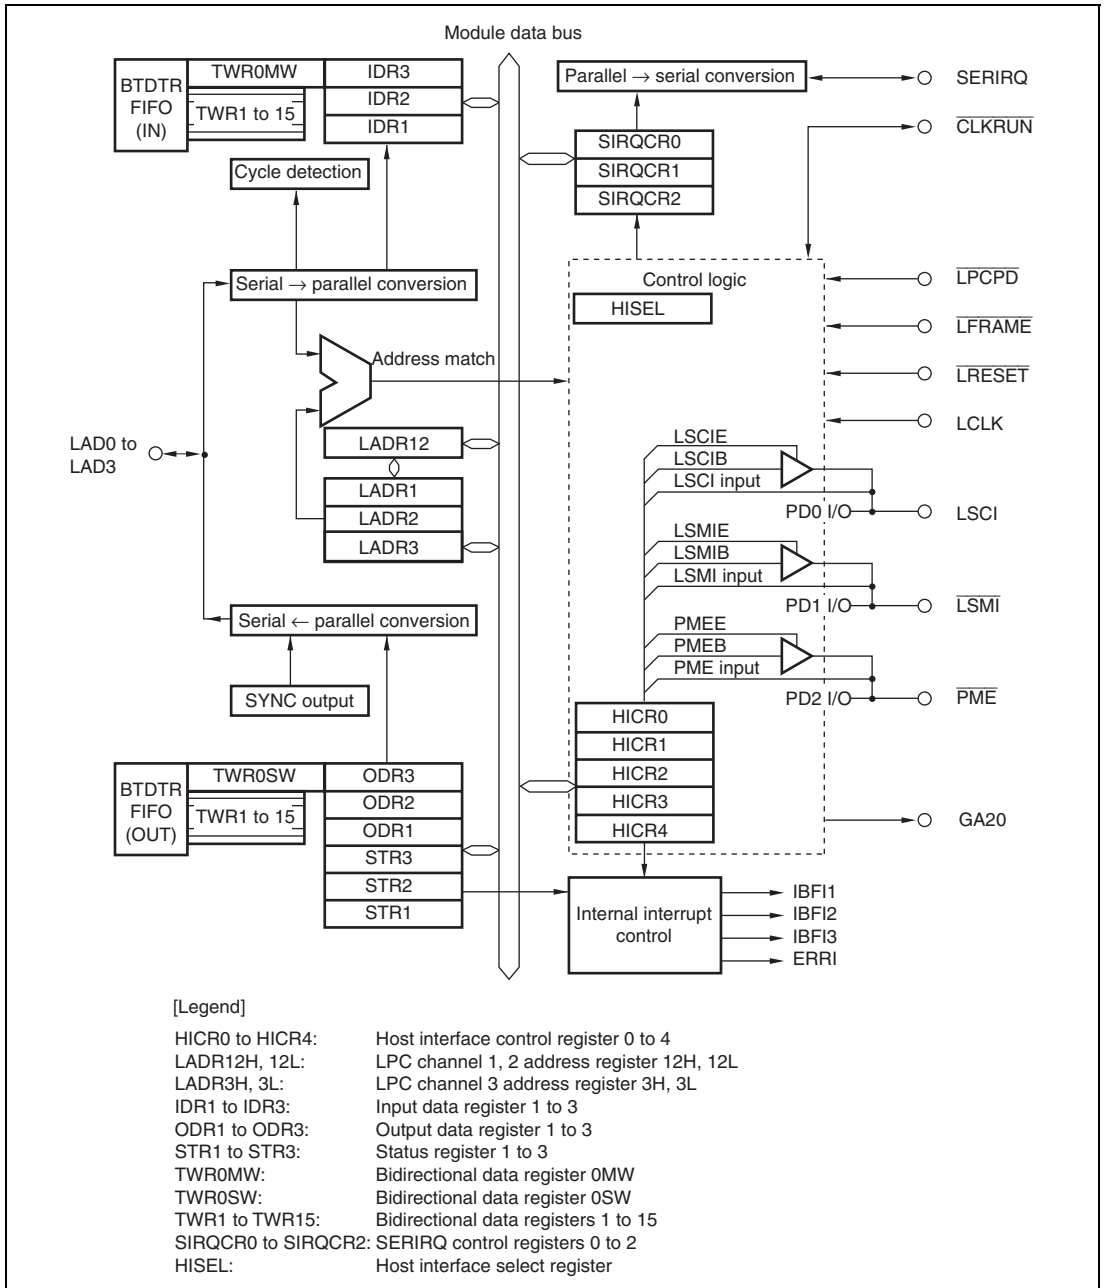 Module data bus
BTDTR
FIFO
(IN)
TWR0MW
TWR1 to 15
IDR3
IDR2
IDR1
Parallel → serial conversion
SERIRQ
CLKRUN
SIRQCR0
SIRQCR1
SIRQCR2
Cycle detection
Serial → parallel conversion
Control logic
HISEL
LPCPD
LFRAME
LRESET
LCLK
Address match
LAD0 to
LAD3
LADR12
LADR1
LADR2
LADR3
LSCIE
LSCIB
LSCI input
PD0 I/O
LSCI
LSMIE
LSMIB
LSMI input
PD1 I/O
LSMI
PMEE
PMEB
PME input
PD2 I/O
PME
Serial ← parallel conversion
SYNC output
HICR0
HICR1
HICR2
HICR3
HICR4
BTDTR
FIFO
(OUT)
TWR0SW
TWR1 to 15
ODR3
ODR2
ODR1
STR3
STR2
STR1
GA20
Internal interrupt
control
IBFI1
IBFI2
IBFI3
ERRI
[Legend]
HICR0 to HICR4: Host interface control register 0 to 4
LADR12H, 12L: LPC channel 1, 2 address register 12H, 12L
LADR3H, 3L: LPC channel 3 address register 3H, 3L
IDR1 to IDR3: Input data register 1 to 3
ODR1 to ODR3: Output data register 1 to 3
STR1 to STR3: Status register 1 to 3
TWR0MW: Bidirectional data register 0MW
TWR0SW: Bidirectional data register 0SW
TWR1 to TWR15: Bidirectional data registers 1 to 15
SIRQCR0 to SIRQCR2: SERIRQ control registers 0 to 2
HISEL: Host interface select register